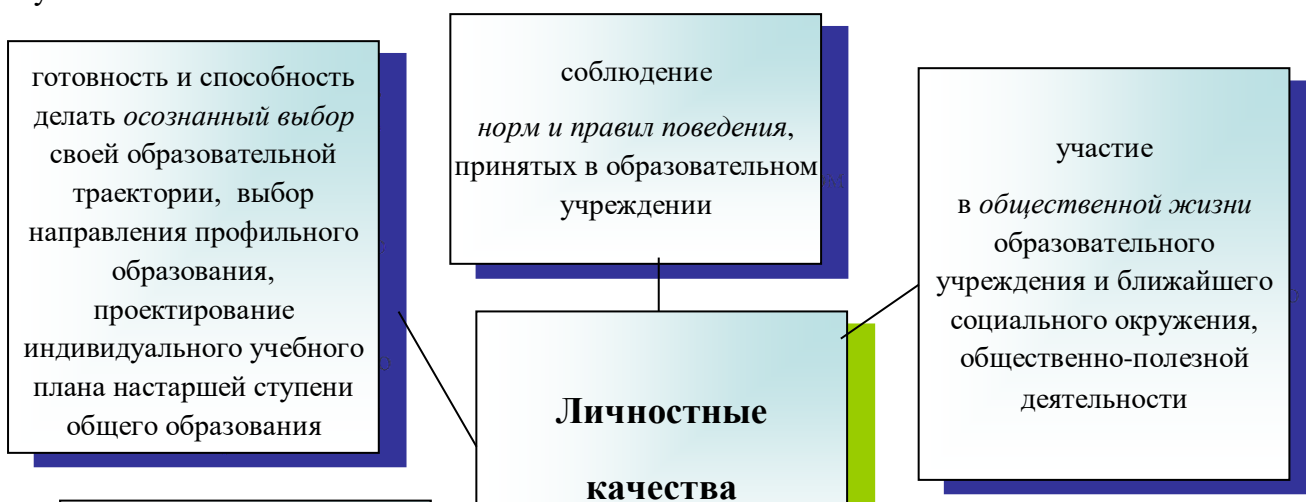 готовность и способность
делать осознанный выбор
своей образовательной
траектории, выбор
направления профильного
образования,
проектирование
индивидуального учебного
плана настаршей ступени
общего образования
соблюдение
норм и правил поведения,
принятых в образовательном
учреждении
участие
в общественной жизни
образовательного
учреждения и ближайшего
социального окружения,
общественно-полезной
деятельности
Личностные
качества